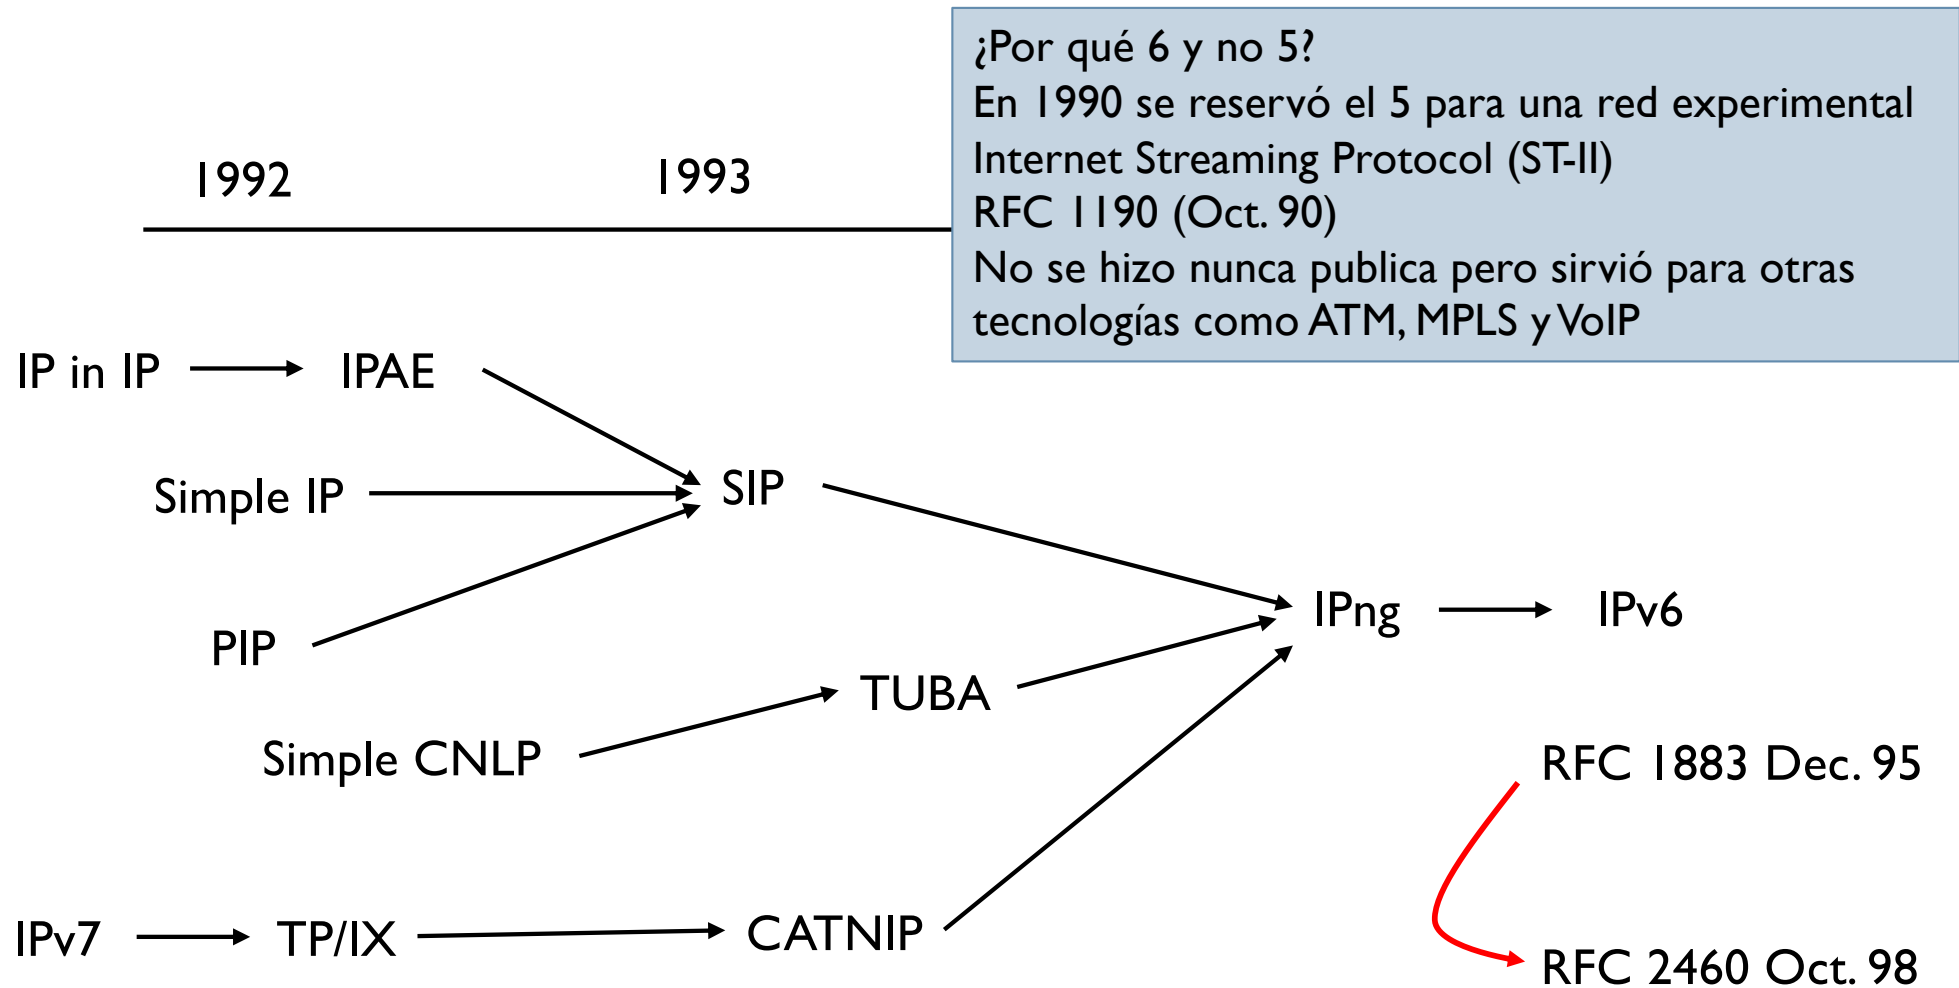 ¿Por qué 6 y no 5?
En 1990 se reservó el 5 para una red experimental
Internet Streaming Protocol (ST-II)
RFC 1190 (Oct. 90)
No se hizo nunca publica pero sirvió para otras
tecnologías como ATM, MPLS y VoIP
1992
1993
IP in IP
IPAE
Simple IP
SIP
PIP
IPng
IPv6
TUBA
Simple CNLP
RFC 1883 Dec. 95
IPv7
TP/IX
CATNIP
RFC 2460 Oct. 98